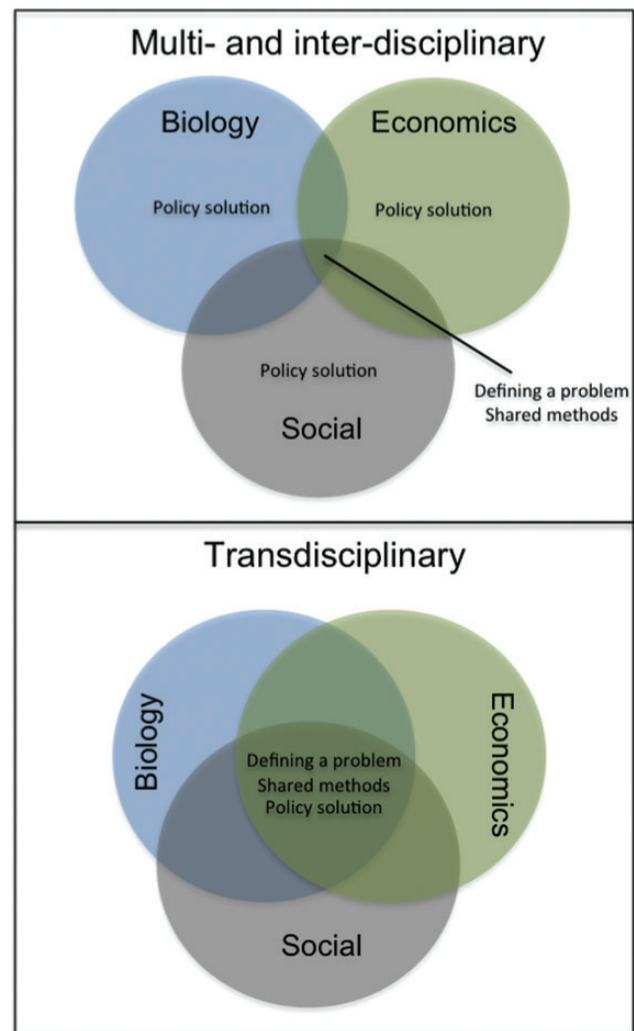 Multi- and inter-disciplinary
Biology
Economics
Policy solution
Policy solution
Policy solution
Social
Defining a problem
Shared methods
Transdisciplinary
Biology
Economics
Defining a problem
Shared methods
Policy solution
Social